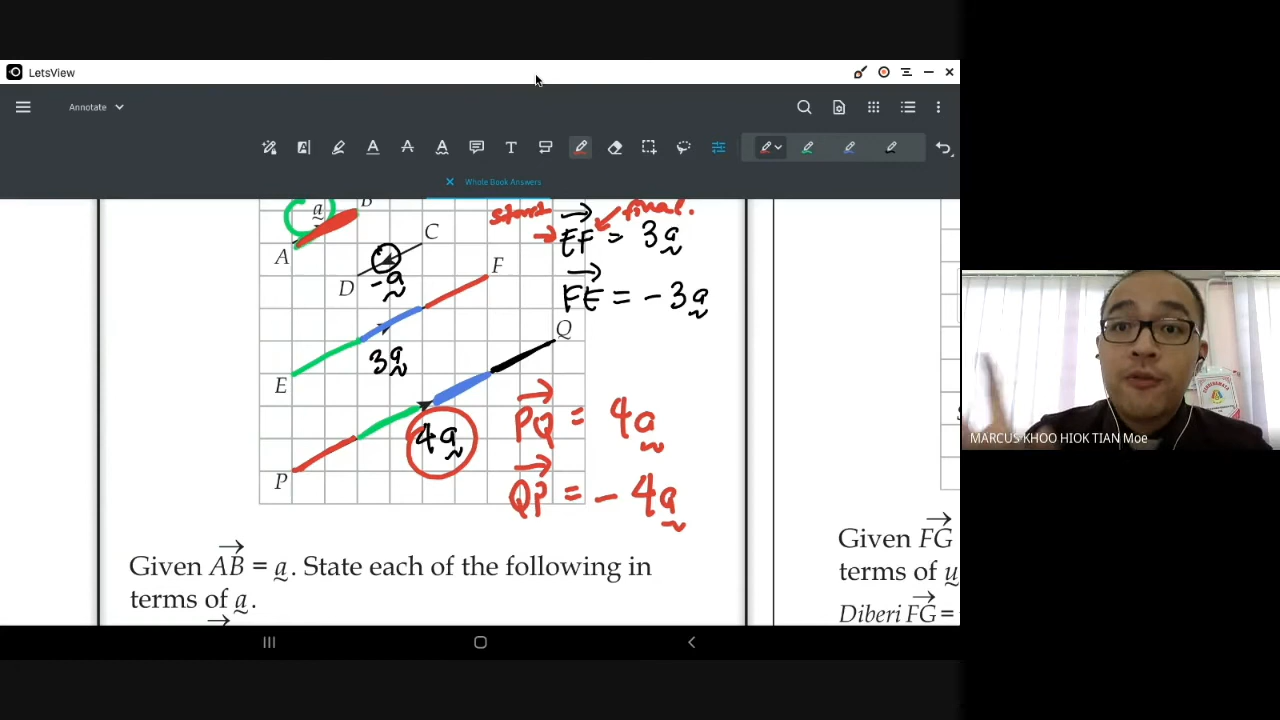 LetsView
Annotate
Whole Book Answers
a B
A
C
D
-a
start final.
EF = 3a
FE = -3a
F
E
3a
Q
P
4a
PQ = 4a
QP = -4a
Given AB = a. State each of the following in
terms of a.
Given FG
terms of u
Diberi FG =
MARCUS KHOO HIOK TIAN Moe